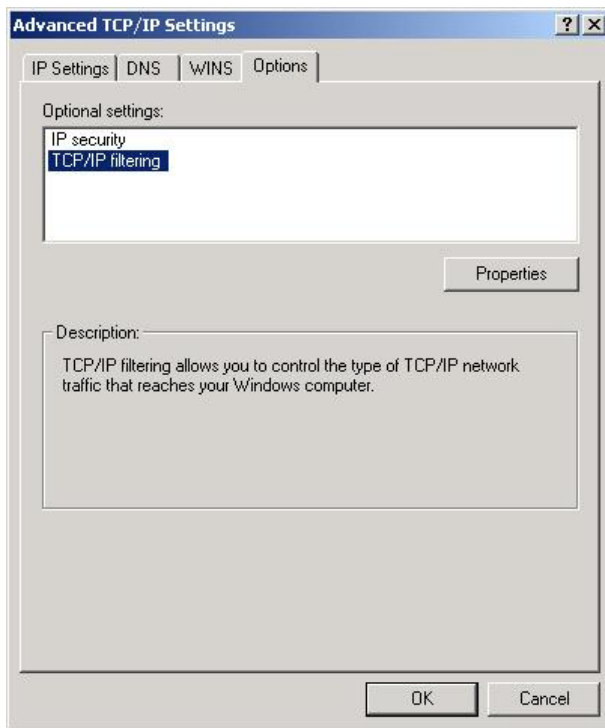 Advanced TCP/IP Settings
IP Settings DNS WINS Options
Optional settings:
IP security
TCP/IP filtering
Properties
Description:
TCP/IP filtering allows you to control the type of TCP/IP network
traffic that reaches your Windows computer.
OK Cancel